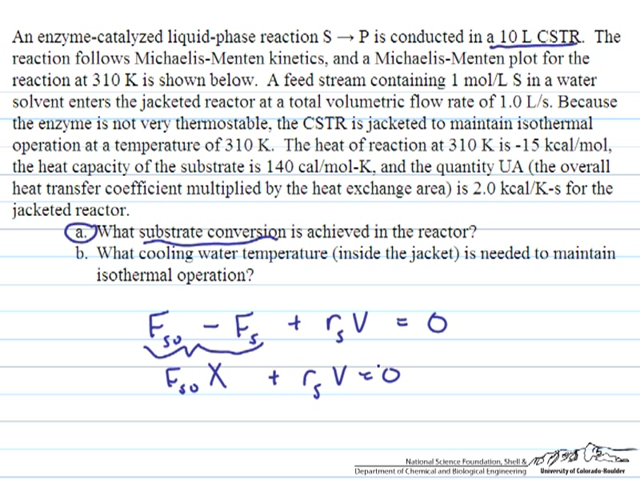 An enzyme-catalyzed liquid-phase reaction S → P is conducted in a 10 L CSTR. The
reaction follows Michaelis-Menten kinetics, and a Michaelis-Menten plot for the
reaction at 310 K is shown below. A feed stream containing 1 mol/L S in a water
solvent enters the jacketed reactor at a total volumetric flow rate of 1.0 L/s. Because
the enzyme is not very thermostable, the CSTR is jacketed to maintain isothermal
operation at a temperature of 310 K. The heat of reaction at 310 K is -15 kcal/mol,
the heat capacity of the substrate is 140 cal/mol-K, and the quantity UA (the overall
heat transfer coefficient multiplied by the heat exchange area) is 2.0 kcal/K-s for the
jacketed reactor.
a. What substrate conversion is achieved in the reactor?
b. What cooling water temperature (inside the jacket) is needed to maintain
isothermal operation?
F_so - F_s + r_s V = 0
F_so X + r_s V = 0
National Science Foundation, Shell &
Department of Chemical and Biological Engineering University of Colorado-Boulder